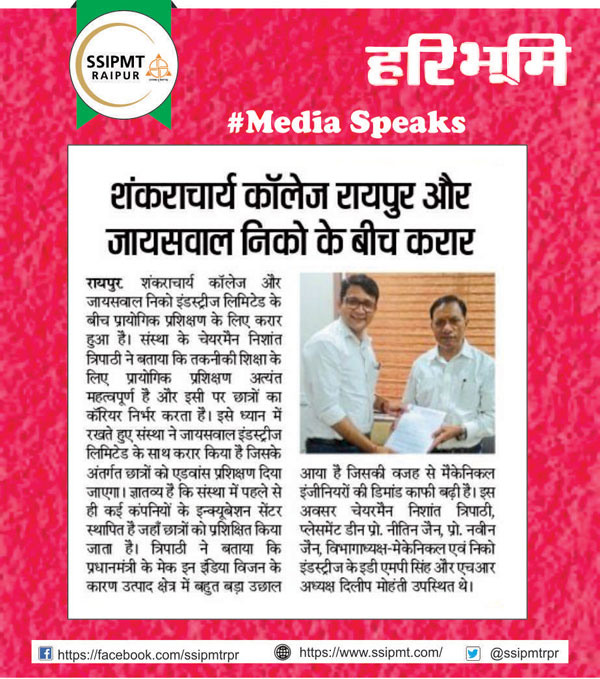 SSIPMT
RAIPUR
हरिभूमि
#Media Speaks
शंकराचार्य कॉलेज रायपुर और
जायसवाल निको के बीच करार
रायपुर. शंकराचार्य कॉलेज और
जायसवाल निको इंडस्ट्रीज लिमिटेड के
बीच प्रायोगिक प्रशिक्षण के लिए करार
हुआ है। संस्था के चेयरमैन निशांत
त्रिपाठी ने बताया कि तकनीकी शिक्षा के
लिए प्रायोगिक प्रशिक्षण अत्यंत
महत्वपूर्ण है और इसी पर छात्रों का
कॅरियर निर्भर करता है। इसे ध्यान में
रखते हुए संस्था ने जायसवाल इंडस्ट्रीज
लिमिटेड के साथ करार किया है जिसके
अंतर्गत छात्रों को एडवांस प्रशिक्षण दिया
जाएगा। ज्ञातव्य है कि संस्था में पहले से
ही कई कंपनियों के इन्क्यूबेशन सेंटर
स्थापित है जहाँ छात्रों को प्रशिक्षित किया
जाता है। त्रिपाठी ने बताया कि
प्रधानमंत्री के मेक इन इंडिया विजन के
कारण उत्पाद क्षेत्र में बहुत बड़ा उछाल
आया है जिसकी वजह से मैकेनिकल
इंजीनियरों की डिमांड काफी बढ़ी है। इस
अवसर चेयरमैन निशांत त्रिपाठी,
प्लेसमेंट डीन प्रो. नीतिन जैन, प्रो. नवीन
जैन, विभागाध्यक्ष-मेकेनिकल एवं निको
इंडस्ट्रीज के इडी एमपी सिंह और एचआर
अध्यक्ष दिलीप मोहंती उपस्थित थे।
https://facebook.com/ssipmtrpr https://www.ssipmt.com/ @ssipmtrpr